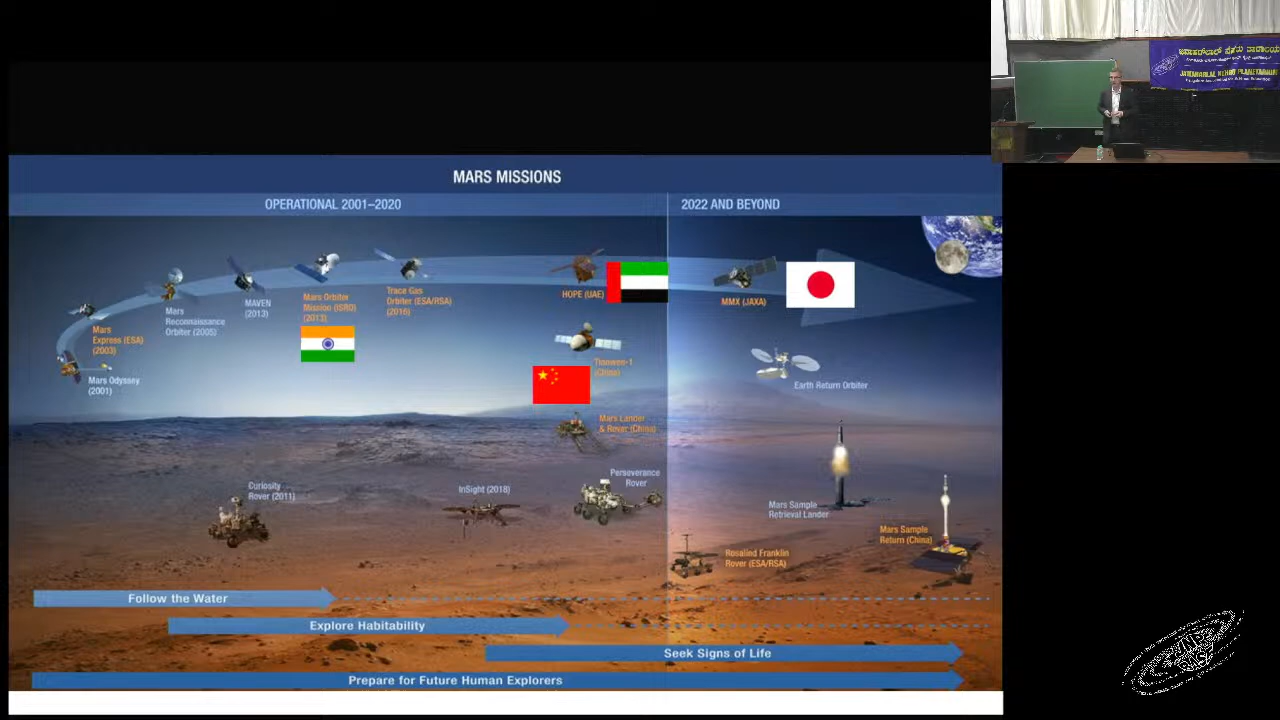 MARS MISSIONS
OPERATIONAL 2001–2020
2022 AND BEYOND
Mars
Express (ESA)
(2003)
Mars Odyssey
(2001)
Mars
Reconnaissance
Orbiter (2005)
MAVEN
(2013)
Mars Orbiter
Mission (ISRO)
(2013)
Trace Gas
Orbiter (ESA/RSA)
(2016)
HOPE (UAE)
Tianwen-1
(China)
Mars Lander
& Rover (China)
MMX (JAXA)
Earth Return Orbiter
Curiosity
Rover (2011)
InSight (2018)
Perseverance
Rover
Mars Sample
Retrieval Lander
Mars Sample
Return (China)
Rosalind Franklin
Rover (ESA/RSA)
Follow the Water
Explore Habitability
Seek Signs of Life
Prepare for Future Human Explorers
JAWAHARLAL NEHRU PLANETARIUM